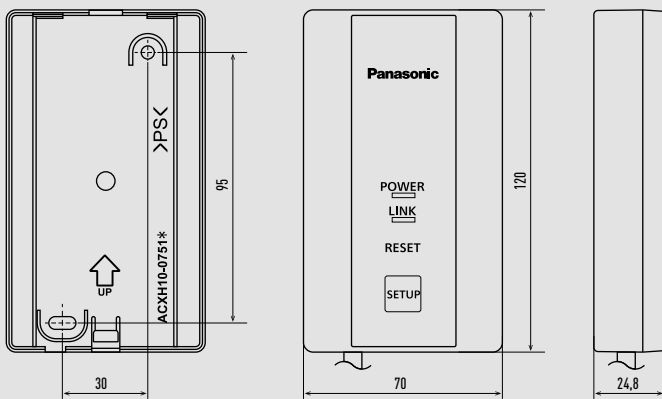 >PS<
ACXH10-0751*
UP
95
30
Panasonic
POWER
LINK
RESET
SETUP
120
70
24,8